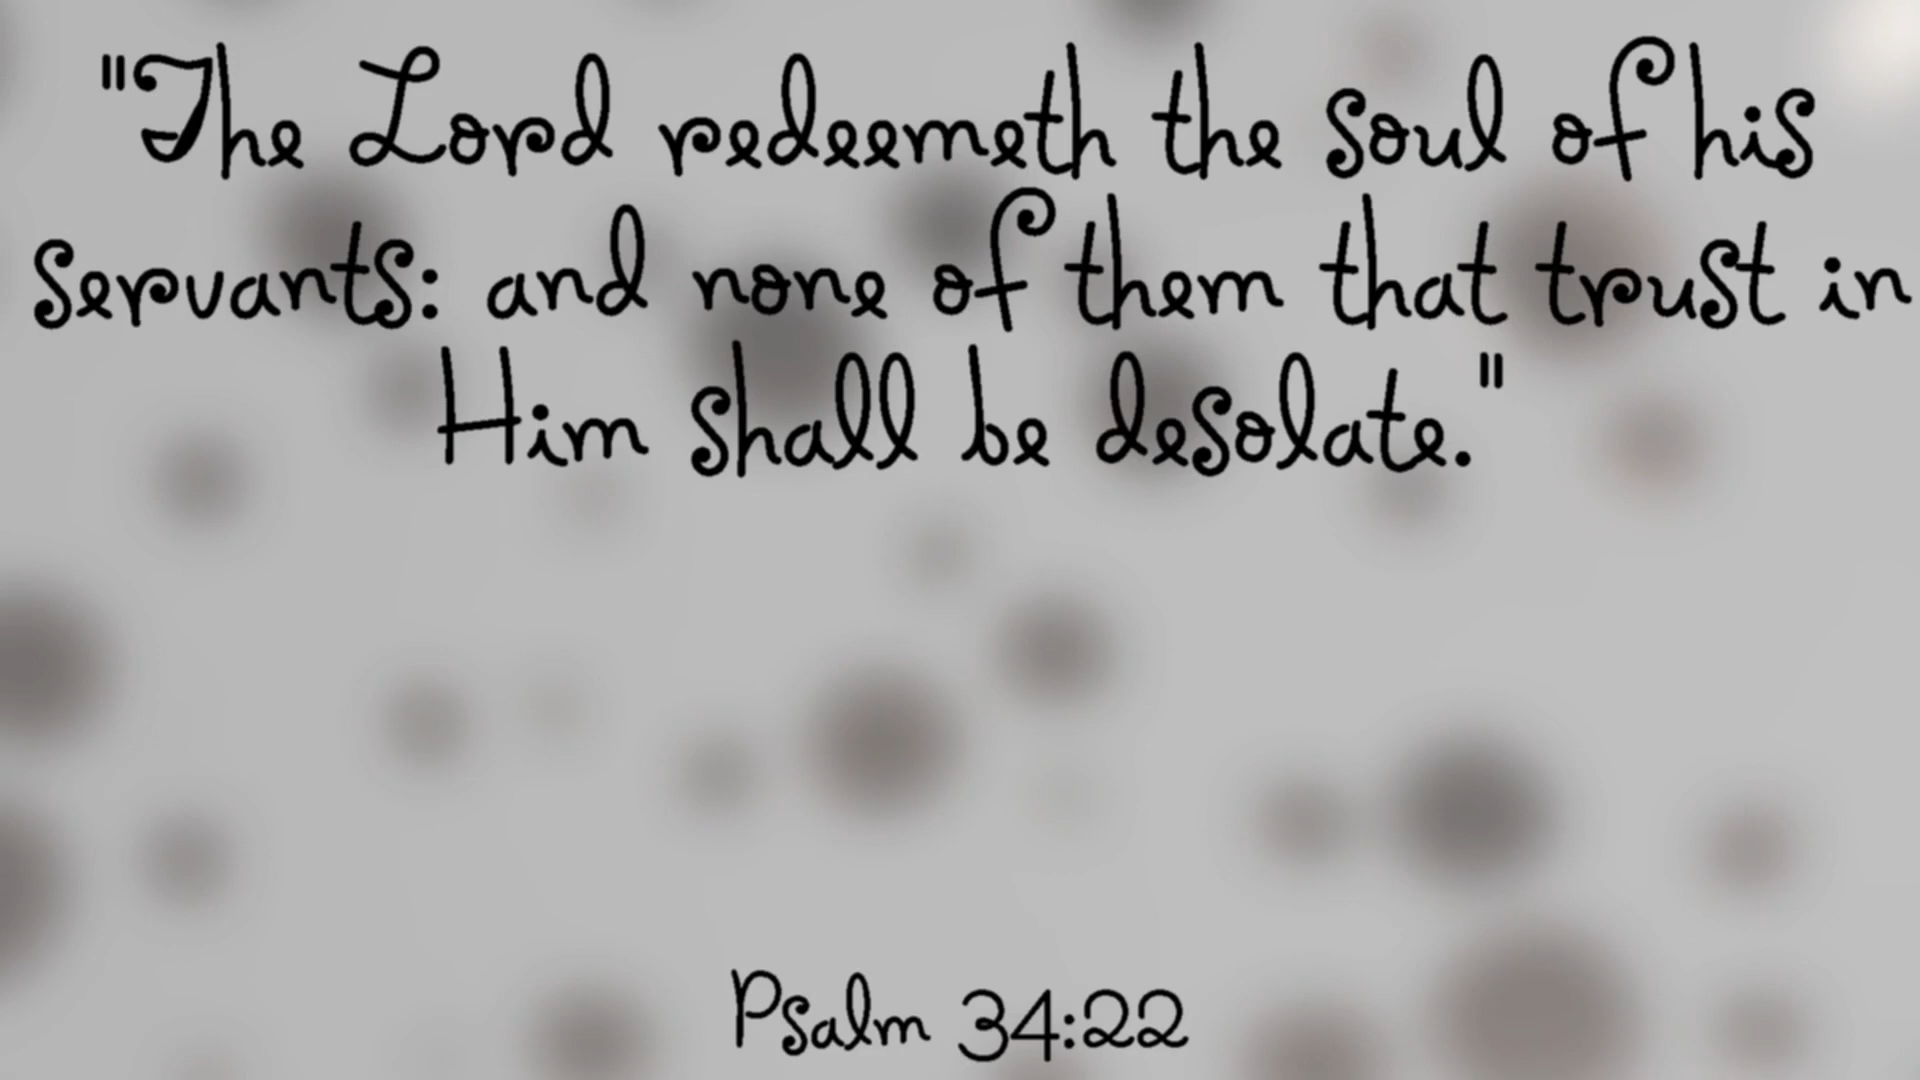 "The Lord redeemeth the soul of his
servants: and none of them that trust in
Him shall be desolate."
Psalm 34:22